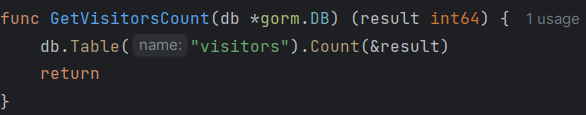 func GetVisitorsCount(db *gorm.DB) (result int64) { 1 usage
    db.Table( name: "visitors").Count(&result)
    return
}